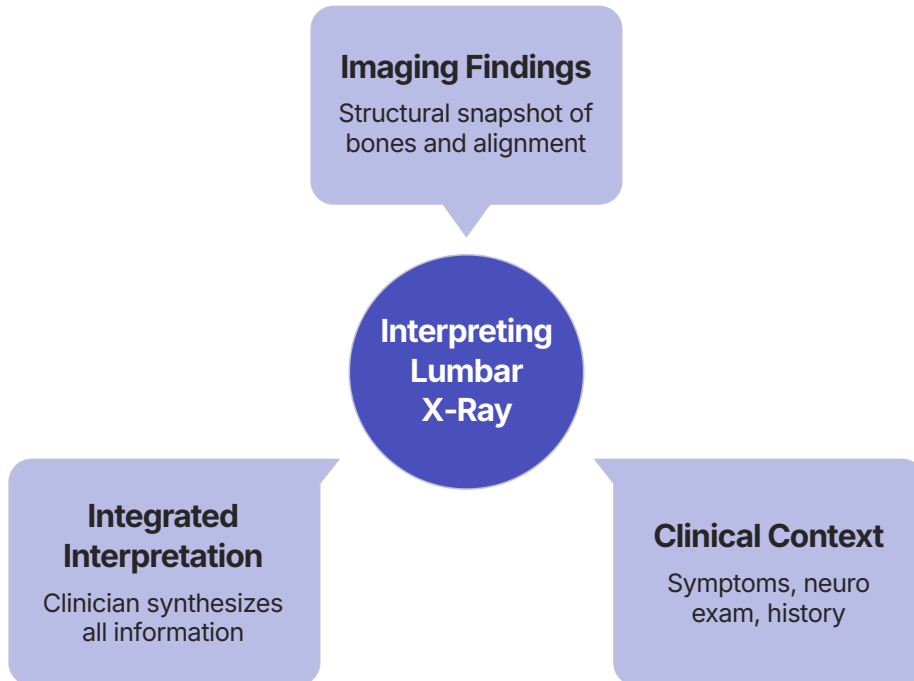 Imaging Findings
Structural snapshot of
bones and alignment
Interpreting
Lumbar
X-Ray
Integrated
Interpretation
Clinician synthesizes
all information
Clinical Context
Symptoms, neuro
exam, history